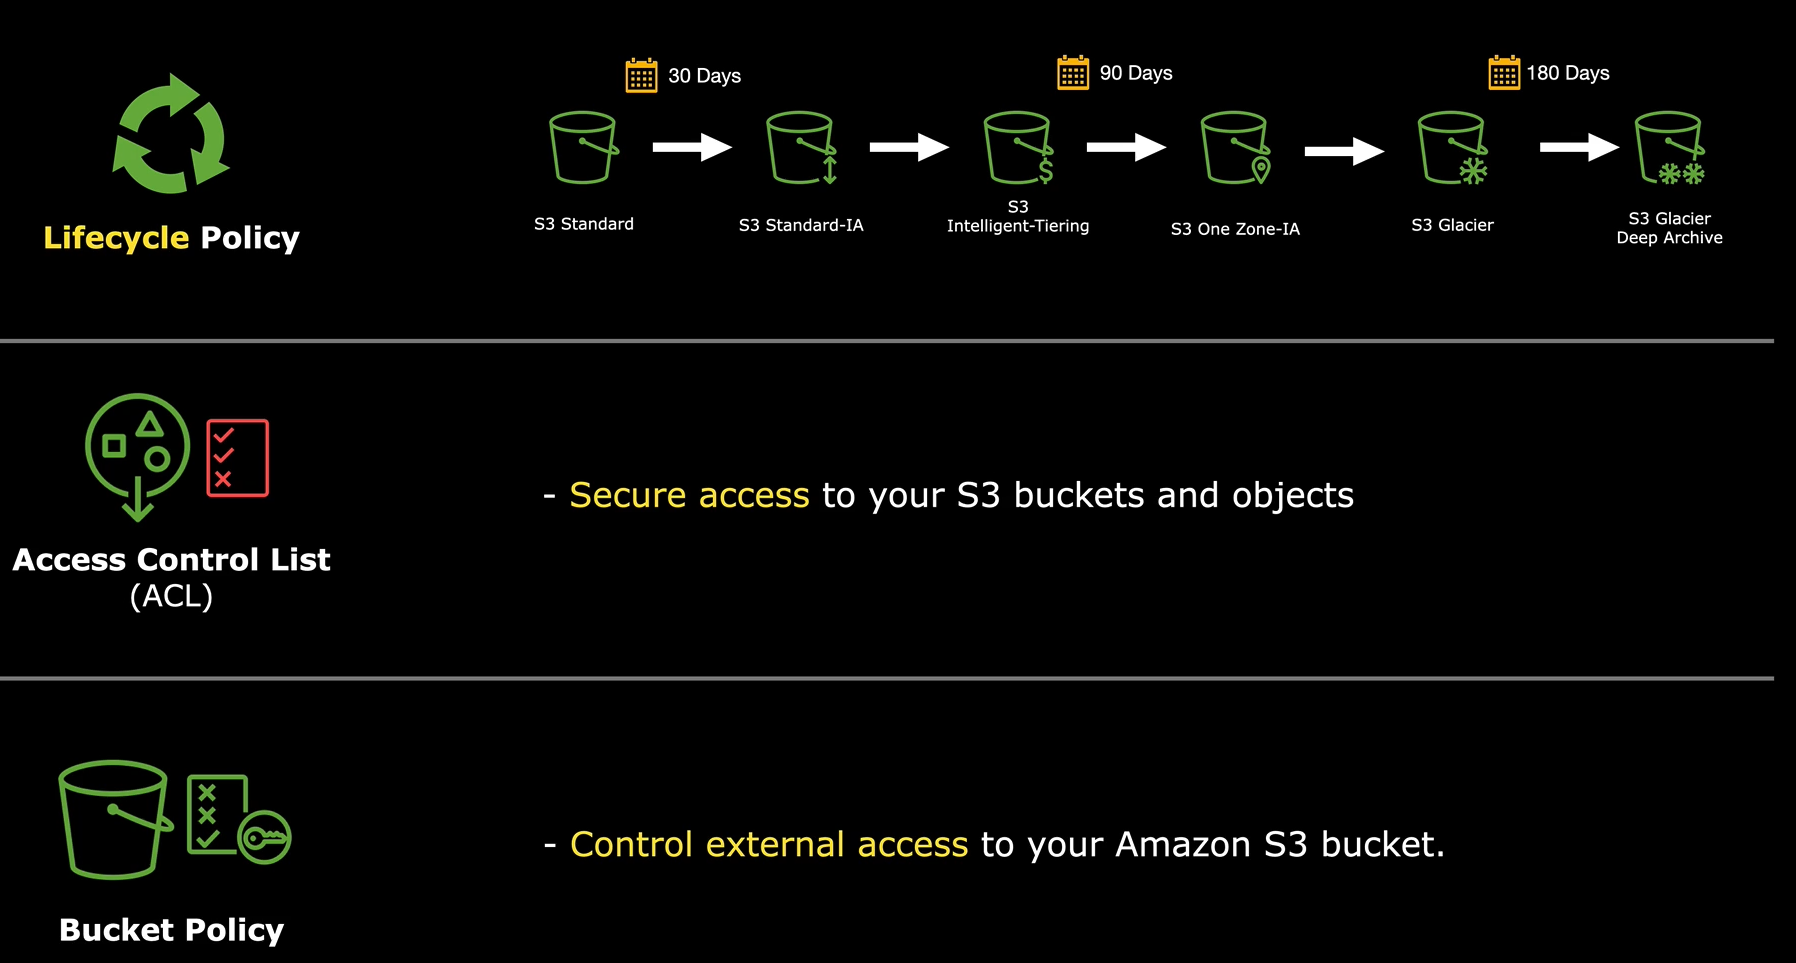 30 Days
90 Days
180 Days
S3 Standard
S3 Standard-IA
S3
Intelligent-Tiering
S3 One Zone-IA
S3 Glacier
S3 Glacier
Deep Archive
Lifecycle Policy
- Secure access to your S3 buckets and objects
Access Control List
(ACL)
- Control external access to your Amazon S3 bucket.
Bucket Policy